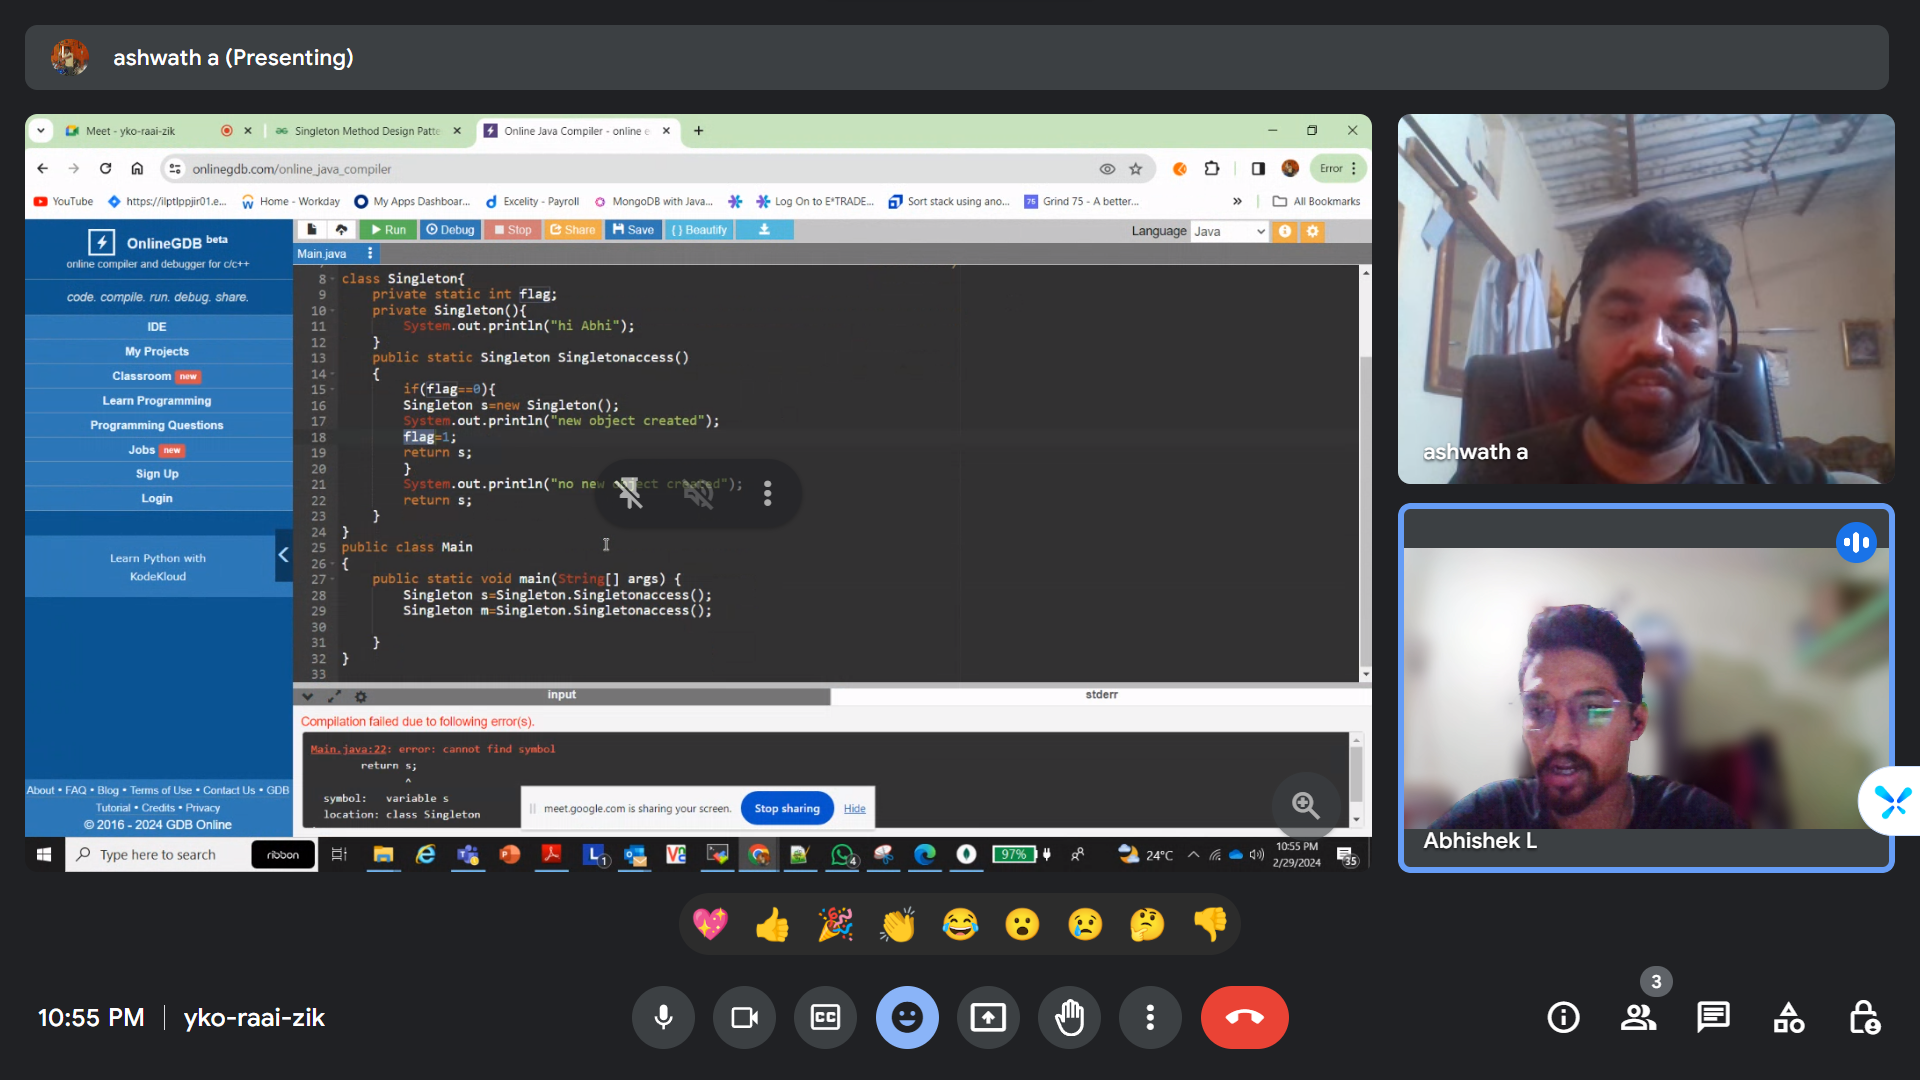 ashwath a (Presenting)
Meet - yko-raai-zik
Singleton Method Design Patte
Online Java Compiler - online e
onlinegdb.com/online_java_compiler
Error
YouTube
https://ilptlppjir01.e...
Home - Workday
My Apps Dashboar...
Excelity - Payroll
MongoDB with Java...
Log On to E*TRADE...
Sort stack using ano...
75 Grind 75 - A better...
»
All Bookmarks
OnlineGDB beta
online compiler and debugger for c/c++
code. compile. run. debug. share.
IDE
My Projects
Classroom new
Learn Programming
Programming Questions
Jobs new
Sign Up
Login
Learn Python with
KodeKloud
About • FAQ • Blog • Terms of Use • Contact Us • GDB
Tutorial • Credits • Privacy
© 2016 - 2024 GDB Online
Run
Debug
Stop
Share
Save
{ } Beautify
Language Java
Main.java
8 class Singleton{
9 private static int flag;
10 private Singleton(){
11 System.out.println("hi Abhi");
12 }
13 public static Singleton Singletonaccess()
14 {
15 if(flag==0){
16 Singleton s=new Singleton();
17 System.out.println("new object created");
18 flag=1;
19 return s;
20 }
21 System.out.println("no new object created");
22 return s;
23 }
24 }
25 public class Main
26 {
27 public static void main(String[] args) {
28 Singleton s=Singleton.Singletonaccess();
29 Singleton m=Singleton.Singletonaccess();
30
31 }
32 }
33
input
stderr
Compilation failed due to following error(s).
Main.java:22: error: cannot find symbol
return s;
^
symbol: variable s
location: class Singleton
meet.google.com is sharing your screen.
Stop sharing
Hide
Type here to search
ribbon
1
4
97%
24°C
10:55 PM
2/29/2024
35
ashwath a
Abhishek L
10:55 PM
yko-raai-zik
CC
3